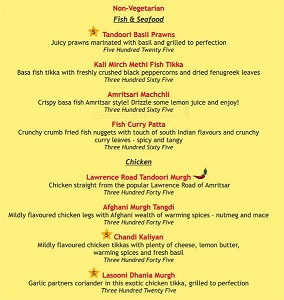 Non-Vegetarian
Fish & Seafood
Tandoori Basil Prawns
Juicy prawns marinated with basil and grilled to perfection
Five Hundred Twenty Five
Kali Mirch Methi Fish Tikka
Basa fish tikka with freshly crushed black peppercorns and dried fenugreek leaves
Three Hundred Sixty Five
Amritsari Machchli
Crispy basa fish Amritsar style! Drizzle some lemon juice and enjoy!
Three Hundred Sixty Five
Fish Curry Patta
Crunchy crumb fried fish nuggets with touch of south Indian flavours and crunchy
curry leaves - spicy and tangy
Three Hundred Sixty Five
Chicken
Lawrence Road Tandoori Murgh
Chicken straight from the popular Lawrence Road of Amritsar
Three Hundred Forty Five
Afghani Murgh Tangdi
Mildly flavoured chicken legs with Afghani wealth of warming spices - nutmeg and mace
Three Hundred Forty Five
Chandi Kaliyan
Mildly flavoured chicken tikkas with plenty of cheese, lemon butter,
warming spices and fresh basil
Three Hundred Forty Five
Lasooni Dhania Murgh
Garlic partners coriander in this exotic chicken tikka, grilled to perfection
Three Hundred Twenty Five